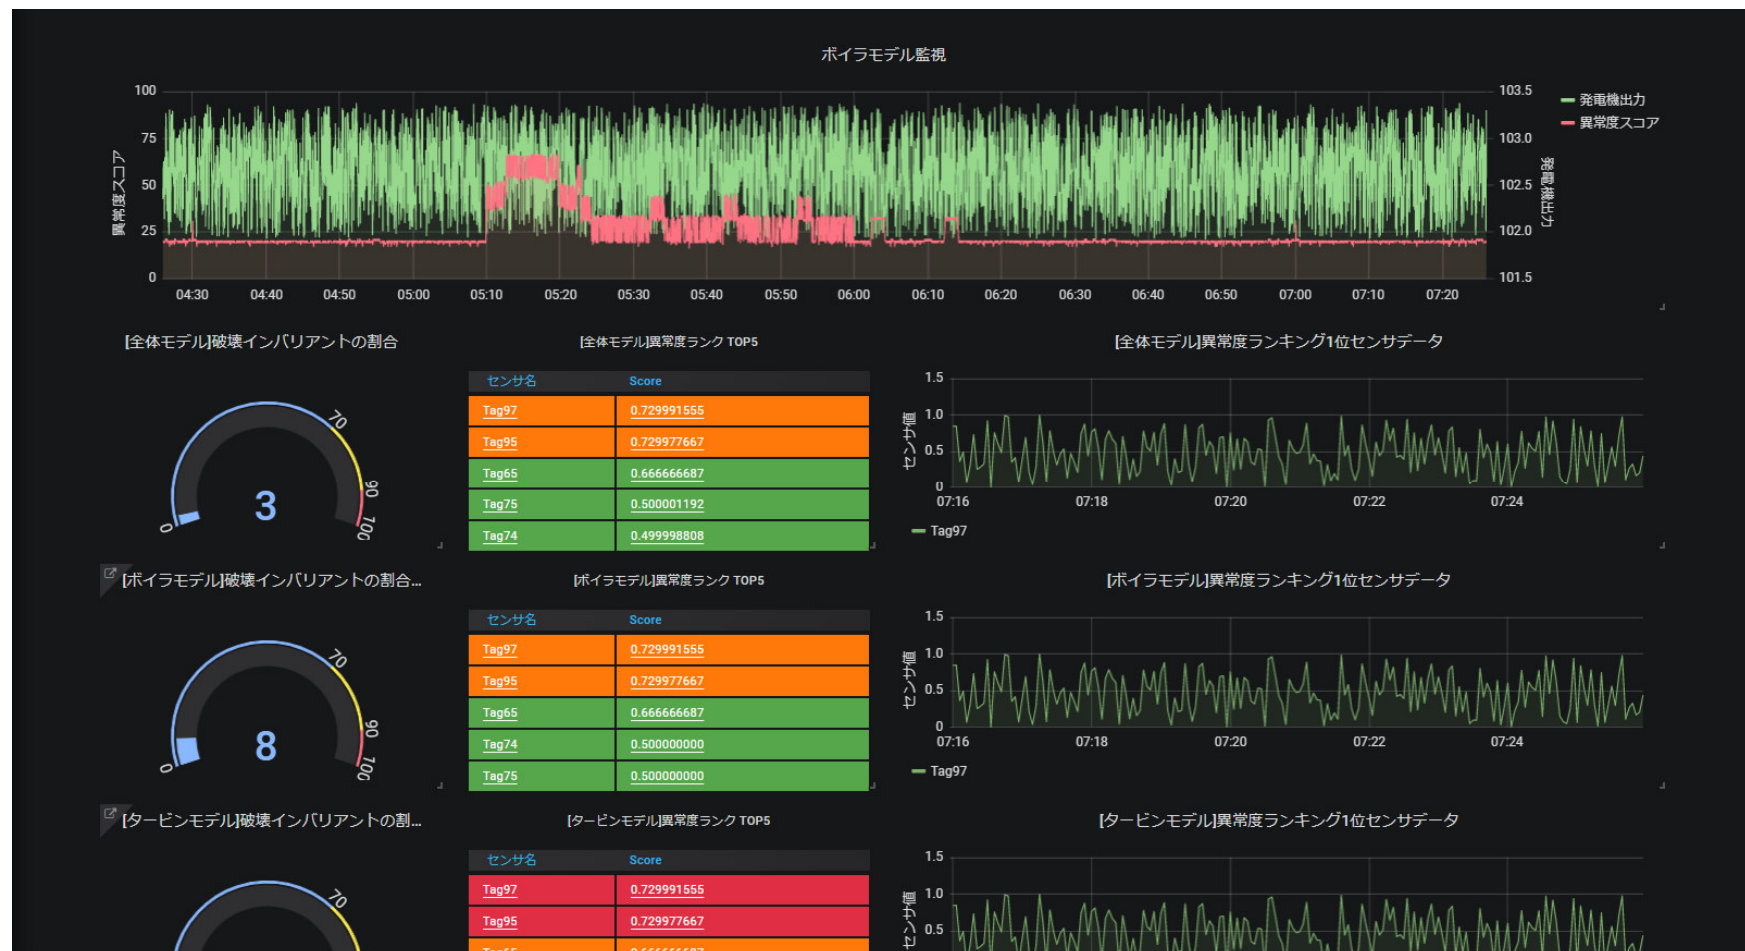 ボイラモデル監視
100
75
50
25
0
異常度スコア
103.5
103.0
102.5
102.0
101.5
発電機出力
発電機出力
異常度スコア
04:30 04:40 04:50 05:00 05:10 05:20 05:30 05:40 05:50 06:00 06:10 06:20 06:30 06:40 06:50 07:00 07:10 07:20
[全体モデル]破壊インバリアントの割合
0
70
90
100
3
[全体モデル]異常度ランク TOP5
センサ名 Score
Tag97 0.729991555
Tag95 0.729977667
Tag65 0.666666687
Tag75 0.500001192
Tag74 0.499998808
[全体モデル]異常度ランキング1位センサデータ
センサ値
1.5
1.0
0.5
0
07:16 07:18 07:20 07:22 07:24
Tag97
[ボイラモデル]破壊インバリアントの割合...
0
70
90
100
8
[ボイラモデル]異常度ランク TOP5
センサ名 Score
Tag97 0.729991555
Tag95 0.729977667
Tag65 0.666666687
Tag74 0.500000000
Tag75 0.500000000
[ボイラモデル]異常度ランキング1位センサデータ
センサ値
1.5
1.0
0.5
0
07:16 07:18 07:20 07:22 07:24
Tag97
[タービンモデル]破壊インバリアントの割...
70
[タービンモデル]異常度ランク TOP5
センサ名 Score
Tag97 0.729991555
Tag95 0.729977667
[タービンモデル]異常度ランキング1位センサデータ
センサ値
1.5
1.0
0.5